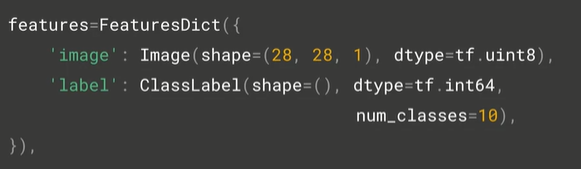 features=FeaturesDict({
    'image': Image(shape=(28, 28, 1), dtype=tf.uint8),
    'label': ClassLabel(shape=(), dtype=tf.int64,
                                  num_classes=10),
}),